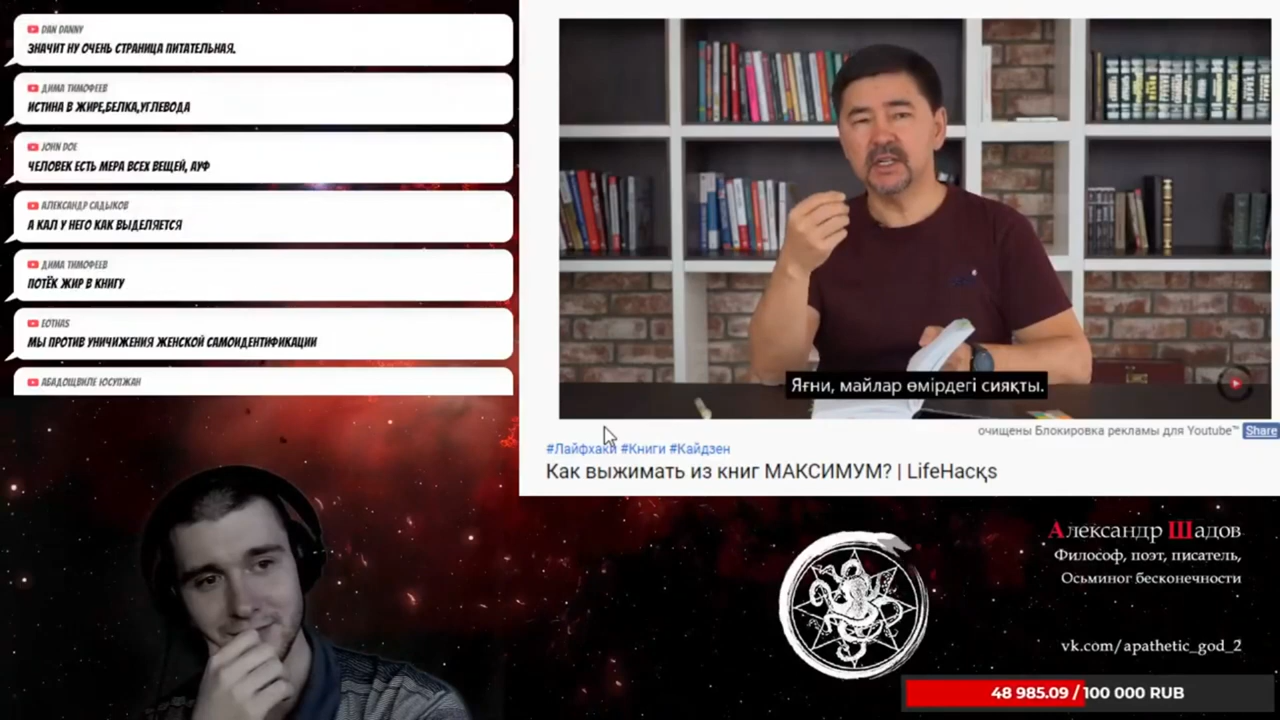 DAN DANNY
ЗНАЧИТ НУ ОЧЕНЬ СТРАНИЦА ПИТАТЕЛЬНАЯ.
ДИМА ТИМОФЕЕВ
ИСТИНА В ЖИРЕ,БЕЛКА,УГЛЕВОДА
JOHN DOE
ЧЕЛОВЕК ЕСТЬ МЕРА ВСЕХ ВЕЩЕЙ, АУФ
АЛЕКСАНДР САДЫКОВ
А КАЛ У НЕГО КАК ВЫДЕЛЯЕТСЯ
ДИМА ТИМОФЕЕВ
ПОТЁК ЖИР В КНИГУ
EOTHAS
МЫ ПРОТИВ УНИЧИЖЕНИЯ ЖЕНСКОЙ САМОИДЕНТИФИКАЦИИ
АБАДОЩВИЛЕ ЮСУПЖАН
Яғни, майлар өмірдегі сияқты.
очищены Блокировка рекламы для Youtube™ Share
#Лайфхаки #Книги #Кайдзен
Как выжимать из книг МАКСИМУМ? | LifeHacқs
Александр Шадов
Философ, поэт, писатель,
Осьминог бесконечности
vk.com/apathetic_god_2
48 985.09 / 100 000 RUB